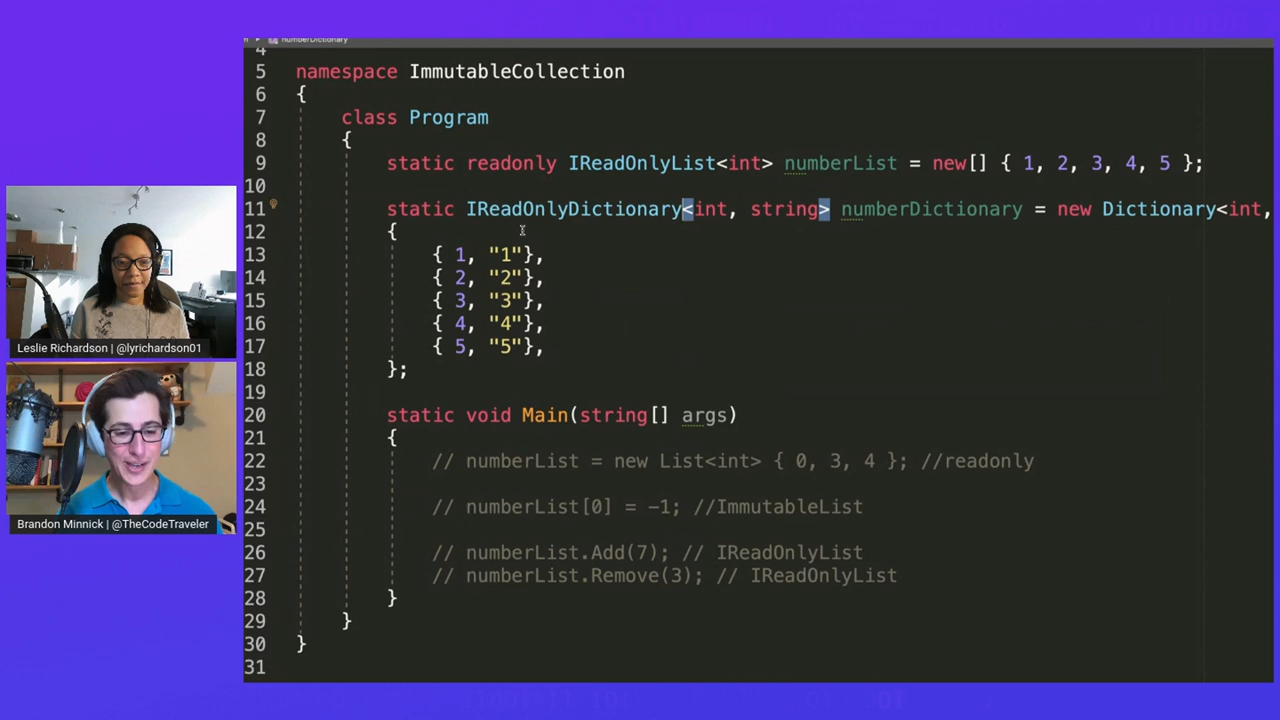 numberDictionary
4
5 namespace ImmutableCollection
6 {
7 class Program
8 {
9 static readonly IReadOnlyList<int> numberList = new[] { 1, 2, 3, 4, 5 };
10
11 static IReadOnlyDictionary<int, string> numberDictionary = new Dictionary<int,
12 {
13 { 1, "1"},
14 { 2, "2"},
15 { 3, "3"},
16 { 4, "4"},
17 { 5, "5"},
18 };
19
20 static void Main(string[] args)
21 {
22 // numberList = new List<int> { 0, 3, 4 }; //readonly
23
24 // numberList[0] = -1; //ImmutableList
25
26 // numberList.Add(7); // IReadOnlyList
27 // numberList.Remove(3); // IReadOnlyList
28 }
29 }
30 }
31
Leslie Richardson | @lyrichardson01
Brandon Minnick | @TheCodeTraveler